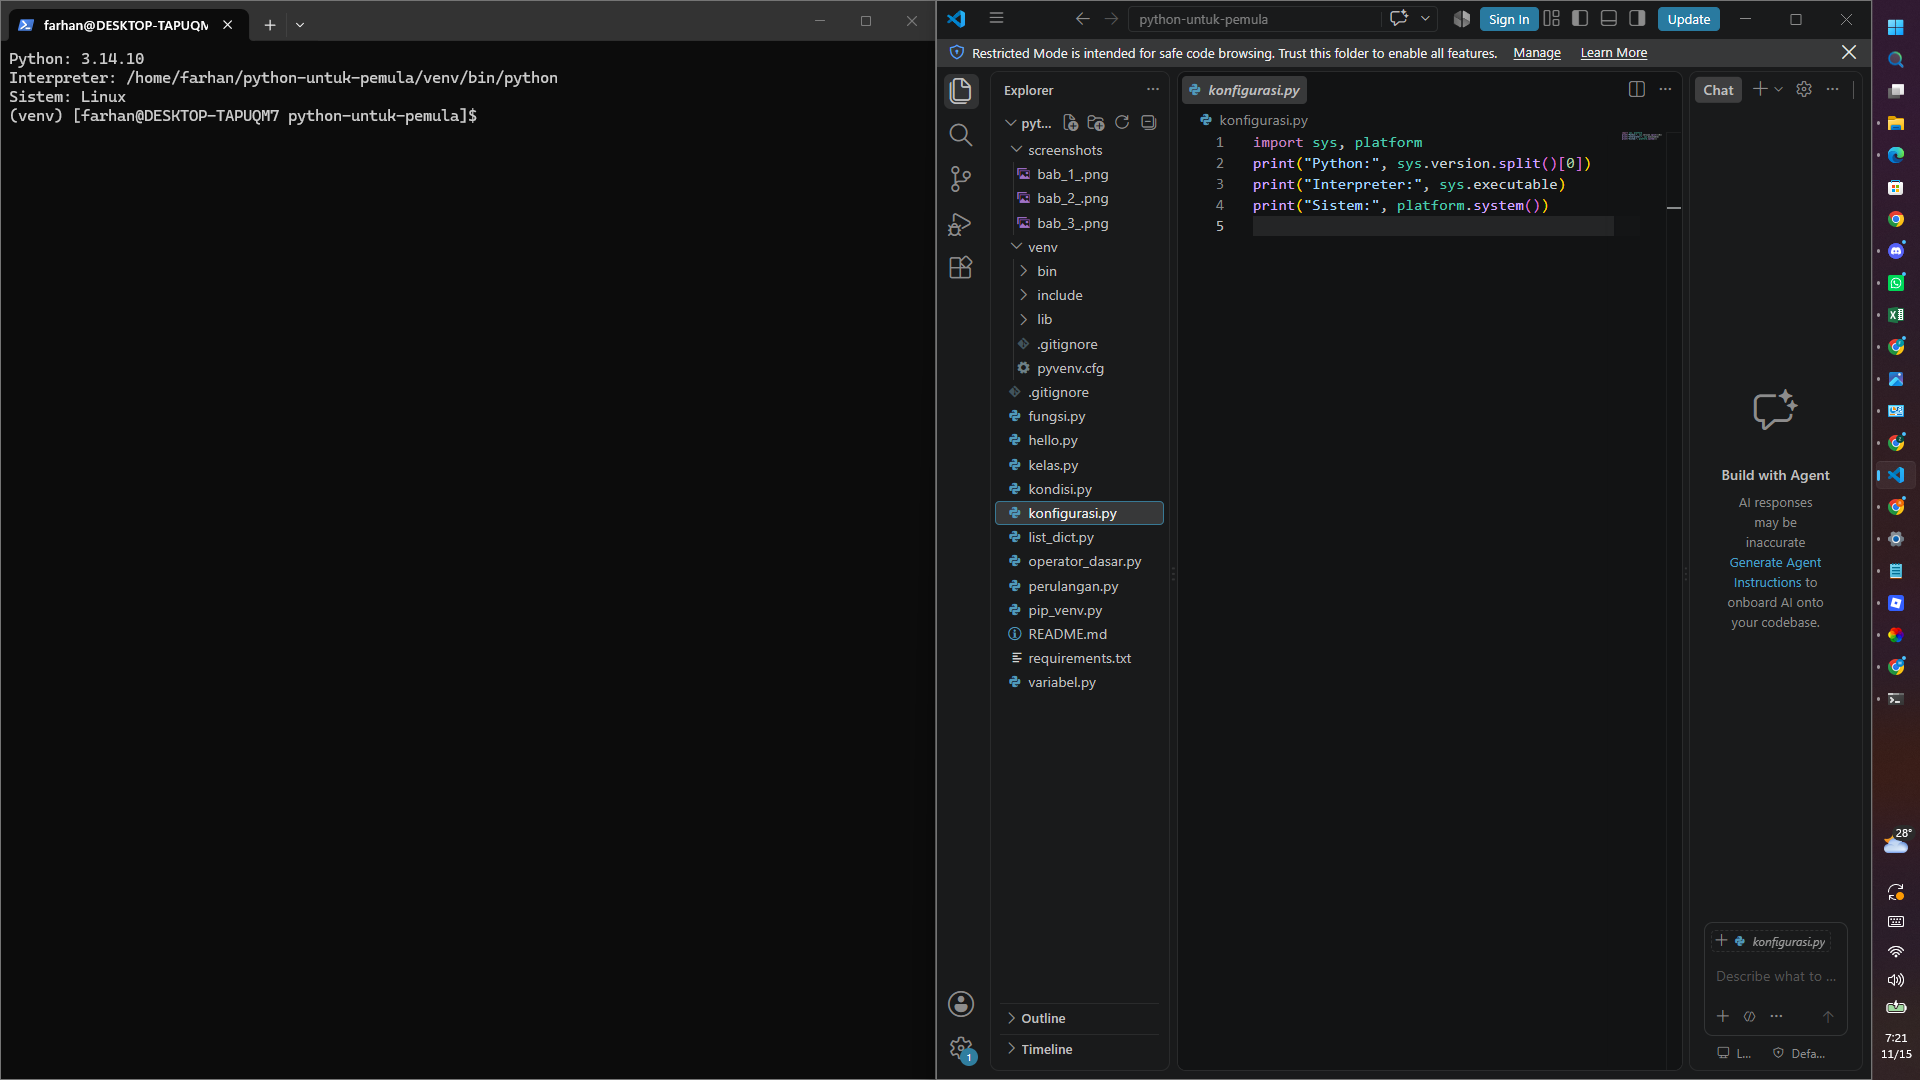 farhan@DESKTOP-TAPUQM
Python: 3.14.10
Interpreter: /home/farhan/python-untuk-pemula/venv/bin/python
Sistem: Linux
(venv) [farhan@DESKTOP-TAPUQM7 python-untuk-pemula]$
python-untuk-pemula
Sign In
Update
Restricted Mode is intended for safe code browsing. Trust this folder to enable all features. Manage Learn More
Explorer
pyt...
screenshots
bab_1_.png
bab_2_.png
bab_3_.png
venv
bin
include
lib
.gitignore
pyvenv.cfg
.gitignore
fungsi.py
hello.py
kelas.py
kondisi.py
konfigurasi.py
list_dict.py
operator_dasar.py
perulangan.py
pip_venv.py
README.md
requirements.txt
variabel.py
Outline
Timeline
1
konfigurasi.py
konfigurasi.py
1 import sys, platform
2 print("Python:", sys.version.split()[0])
3 print("Interpreter:", sys.executable)
4 print("Sistem:", platform.system())
5
Chat
Build with Agent
AI responses
may be
inaccurate
Generate Agent
Instructions to
onboard AI onto
your codebase.
konfigurasi.py
Describe what to ...
L...
Defa...
28°
7:21
11/15